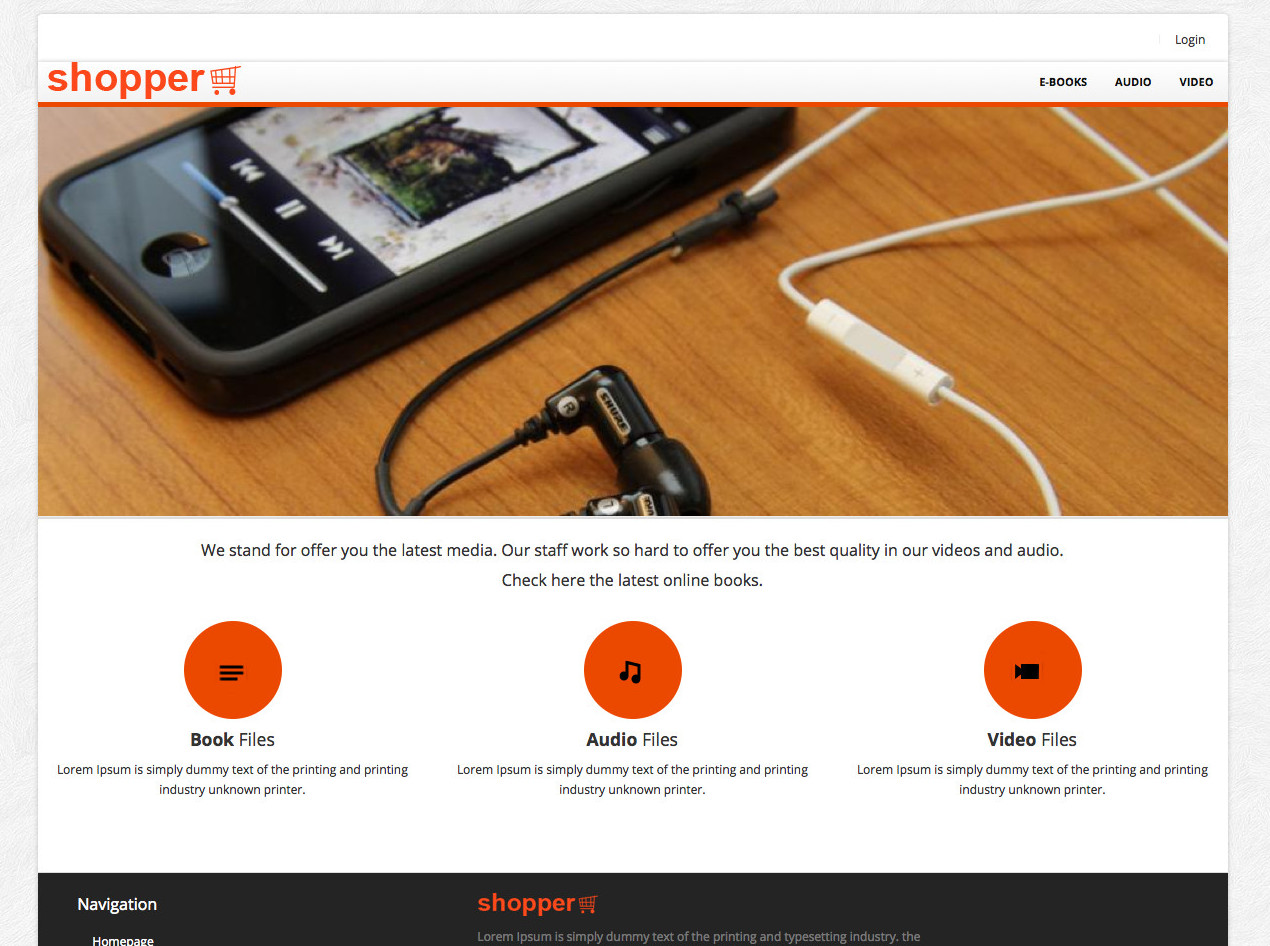 Login
shopper
E-BOOKS AUDIO VIDEO
R
SHURE
L
We stand for offer you the latest media. Our staff work so hard to offer you the best quality in our videos and audio.
Check here the latest online books.
Book Files
Lorem Ipsum is simply dummy text of the printing and printing
industry unknown printer.
Audio Files
Lorem Ipsum is simply dummy text of the printing and printing
industry unknown printer.
Video Files
Lorem Ipsum is simply dummy text of the printing and printing
industry unknown printer.
Navigation
Homepage
shopper
Lorem Ipsum is simply dummy text of the printing and typesetting industry. the